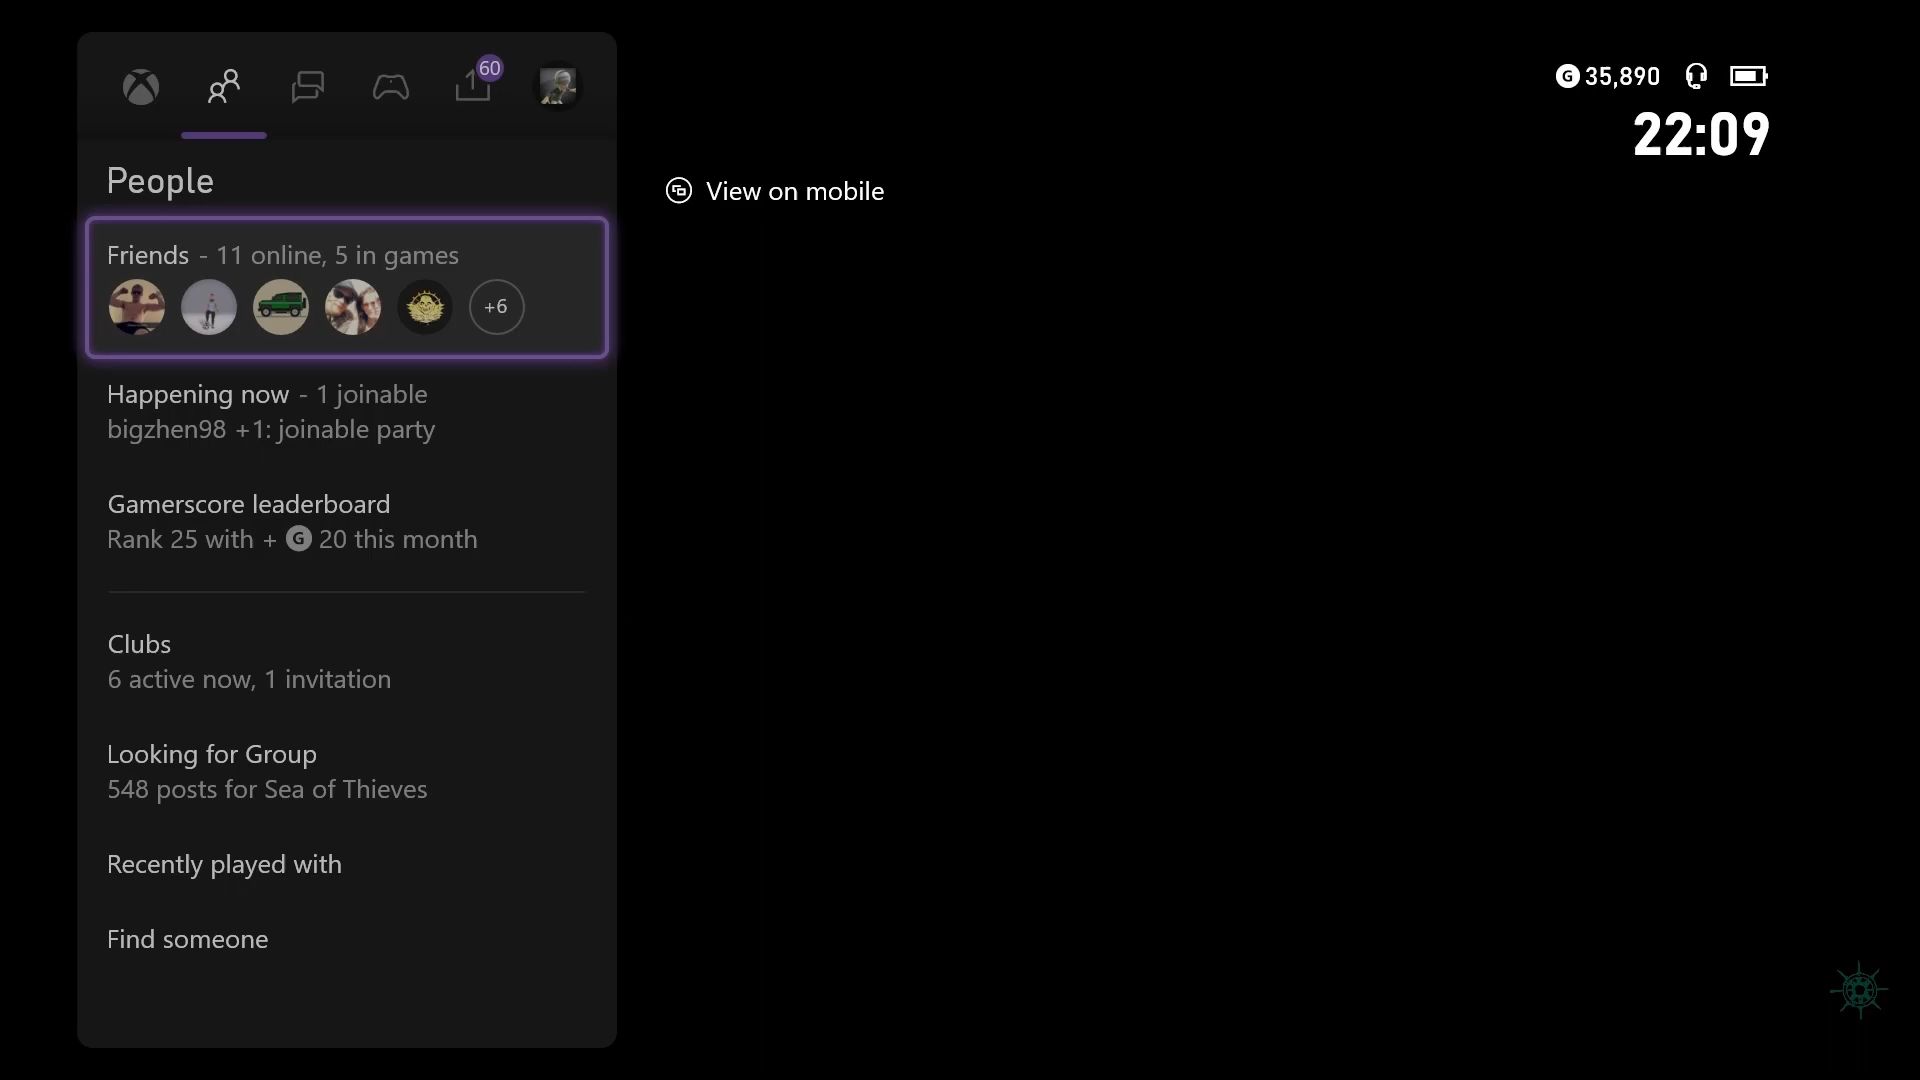 60
G 35,890
22:09
People
View on mobile
Friends - 11 online, 5 in games
+6
Happening now - 1 joinable
bigzhen98 +1: joinable party
Gamerscore leaderboard
Rank 25 with + G 20 this month
Clubs
6 active now, 1 invitation
Looking for Group
548 posts for Sea of Thieves
Recently played with
Find someone